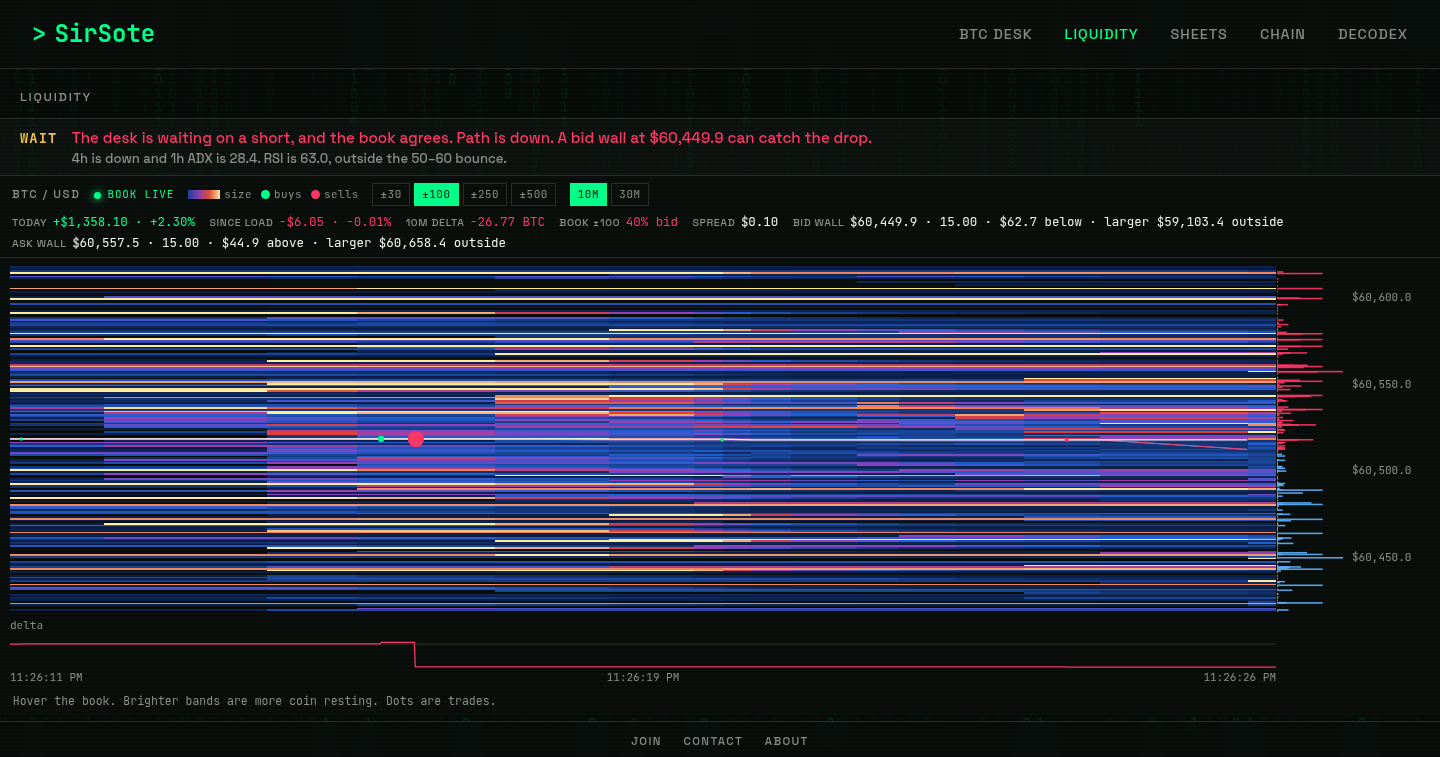 > SirSote
BTC DESK LIQUIDITY SHEETS CHAIN DECODEX
LIQUIDITY
WAIT The desk is waiting on a short, and the book agrees. Path is down. A bid wall at $60,449.9 can catch the drop.
4h is down and 1h ADX is 28.4. RSI is 63.0, outside the 50–60 bounce.
BTC / USD BOOK LIVE size buys sells ±30 ±100 ±250 ±500 10M 30M
TODAY +$1,358.10 · +2.30% SINCE LOAD -$6.05 · -0.01% 10M DELTA -26.77 BTC BOOK ±100 40% bid SPREAD $0.10 BID WALL $60,449.9 · 15.00 · $62.7 below · larger $59,103.4 outside
ASK WALL $60,557.5 · 15.00 · $44.9 above · larger $60,658.4 outside
$60,600.0
$60,550.0
$60,500.0
$60,450.0
delta
11:26:11 PM 11:26:19 PM 11:26:26 PM
Hover the book. Brighter bands are more coin resting. Dots are trades.
JOIN CONTACT ABOUT